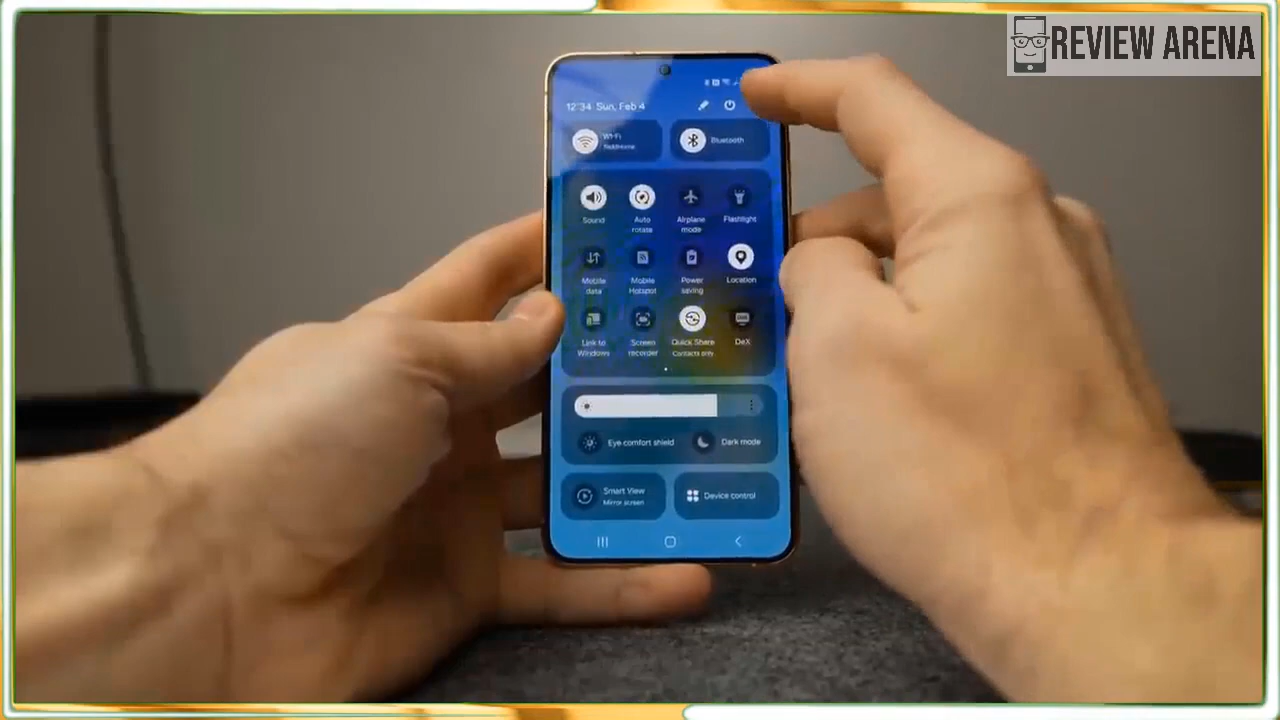 REVIEW ARENA
12:34 Sun, Feb 4
Wi-Fi
Bluetooth
Sound
Auto
rotate
Airplane
mode
Flashlight
Mobile
data
Mobile
Hotspot
Power
saving
Location
Link to
Windows
Screen
recorder
Quick Share
Contacts only
DeX
Eye comfort shield
Dark mode
Smart View
Mirror screen
Device control